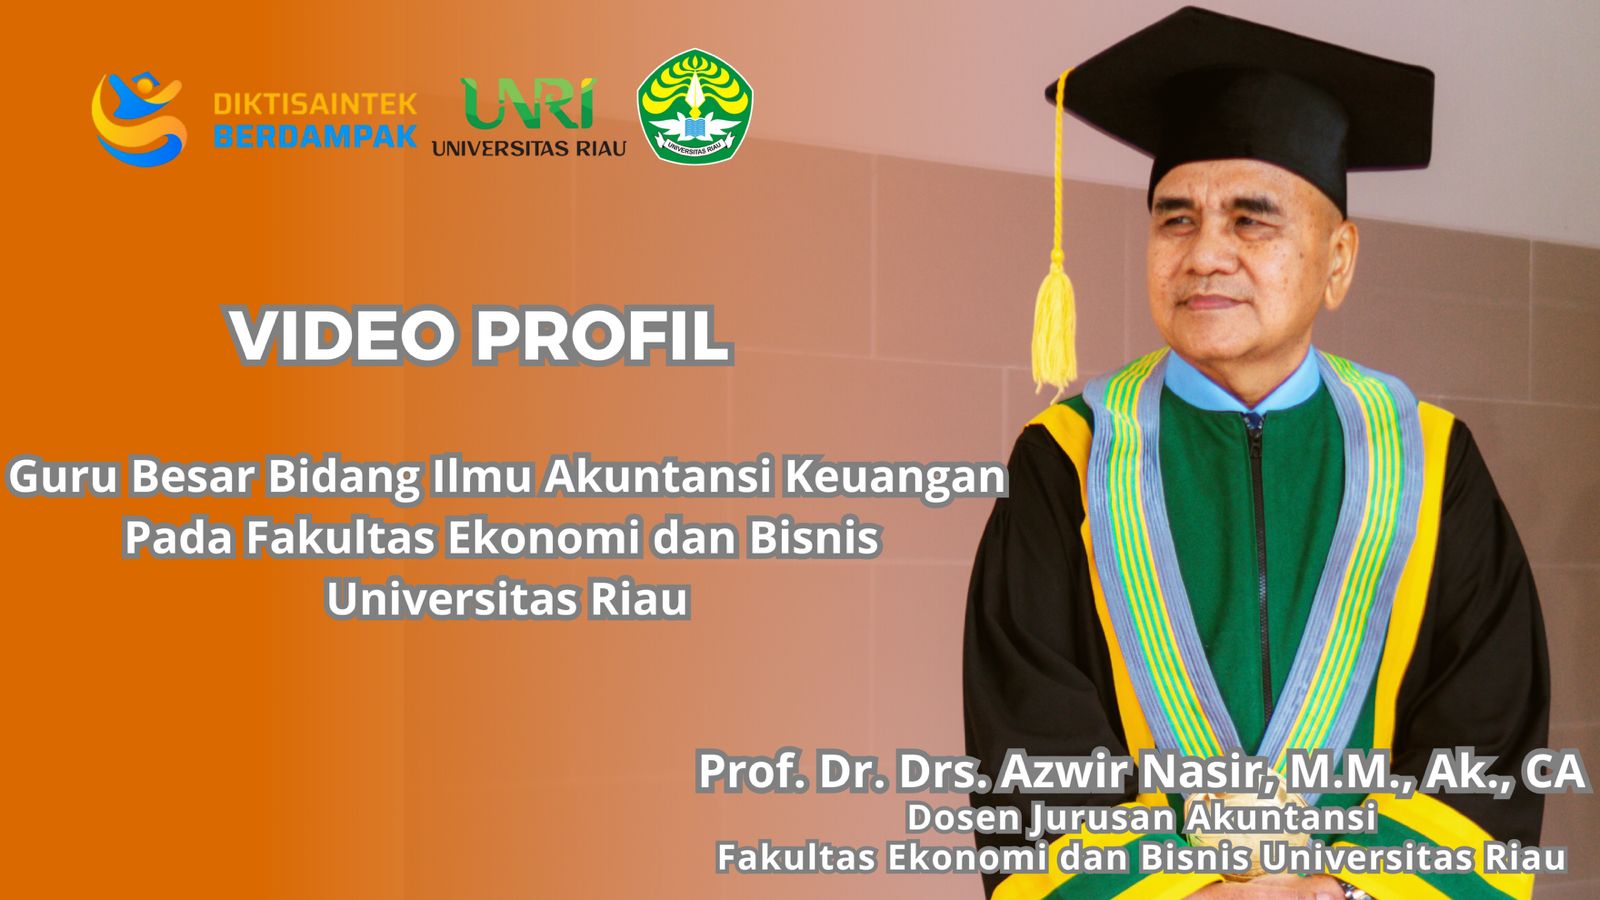 DIKTISAINTEK
BERDAMPAK
UNRI
UNIVERSITAS RIAU
UNIVERSITAS RIAU
VIDEO PROFIL
Guru Besar Bidang Ilmu Akuntansi Keuangan
Pada Fakultas Ekonomi dan Bisnis
Universitas Riau
Prof. Dr. Drs. Azwir Nasir, M.M., Ak., CA
Dosen Jurusan Akuntansi
Fakultas Ekonomi dan Bisnis Universitas Riau